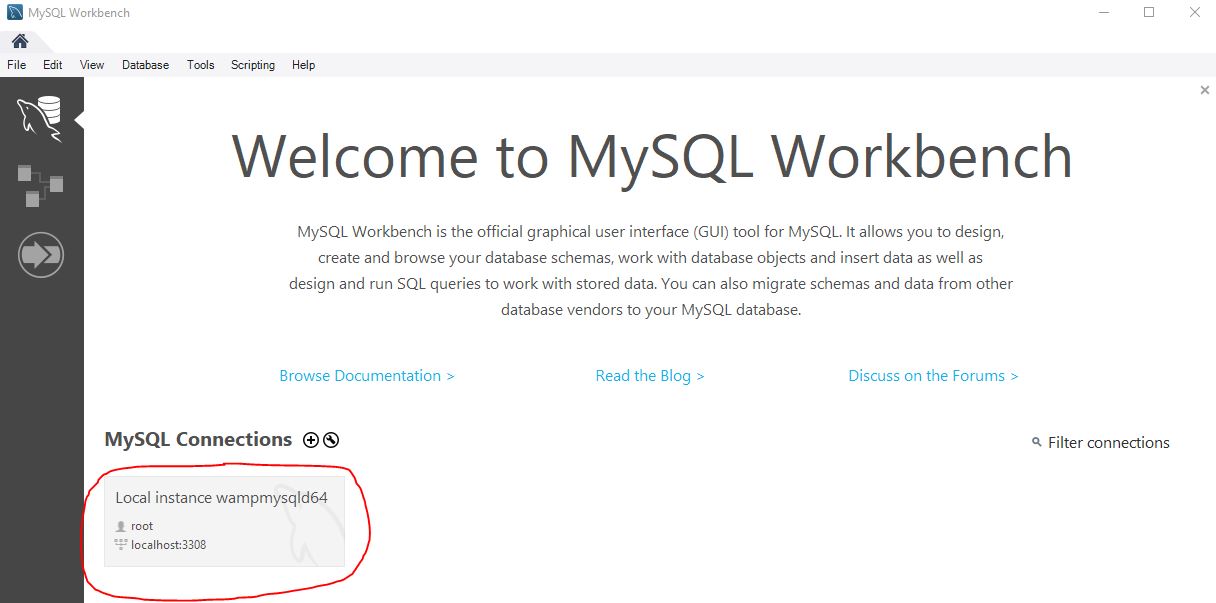 MySQL Workbench
File Edit View Database Tools Scripting Help
Welcome to MySQL Workbench
MySQL Workbench is the official graphical user interface (GUI) tool for MySQL. It allows you to design,
create and browse your database schemas, work with database objects and insert data as well as
design and run SQL queries to work with stored data. You can also migrate schemas and data from other
database vendors to your MySQL database.
Browse Documentation > Read the Blog > Discuss on the Forums >
MySQL Connections Filter connections
Local instance wampmysqld64
root
localhost:3308